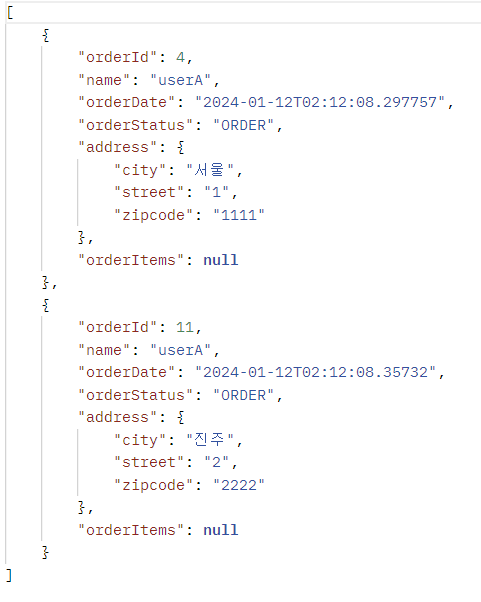 [
    {
        "orderId": 4,
        "name": "userA",
        "orderDate": "2024-01-12T02:12:08.297757",
        "orderStatus": "ORDER",
        "address": {
            "city": "서울",
            "street": "1",
            "zipcode": "1111"
        },
        "orderItems": null
    },
    {
        "orderId": 11,
        "name": "userA",
        "orderDate": "2024-01-12T02:12:08.35732",
        "orderStatus": "ORDER",
        "address": {
            "city": "진주",
            "street": "2",
            "zipcode": "2222"
        },
        "orderItems": null
    }
]